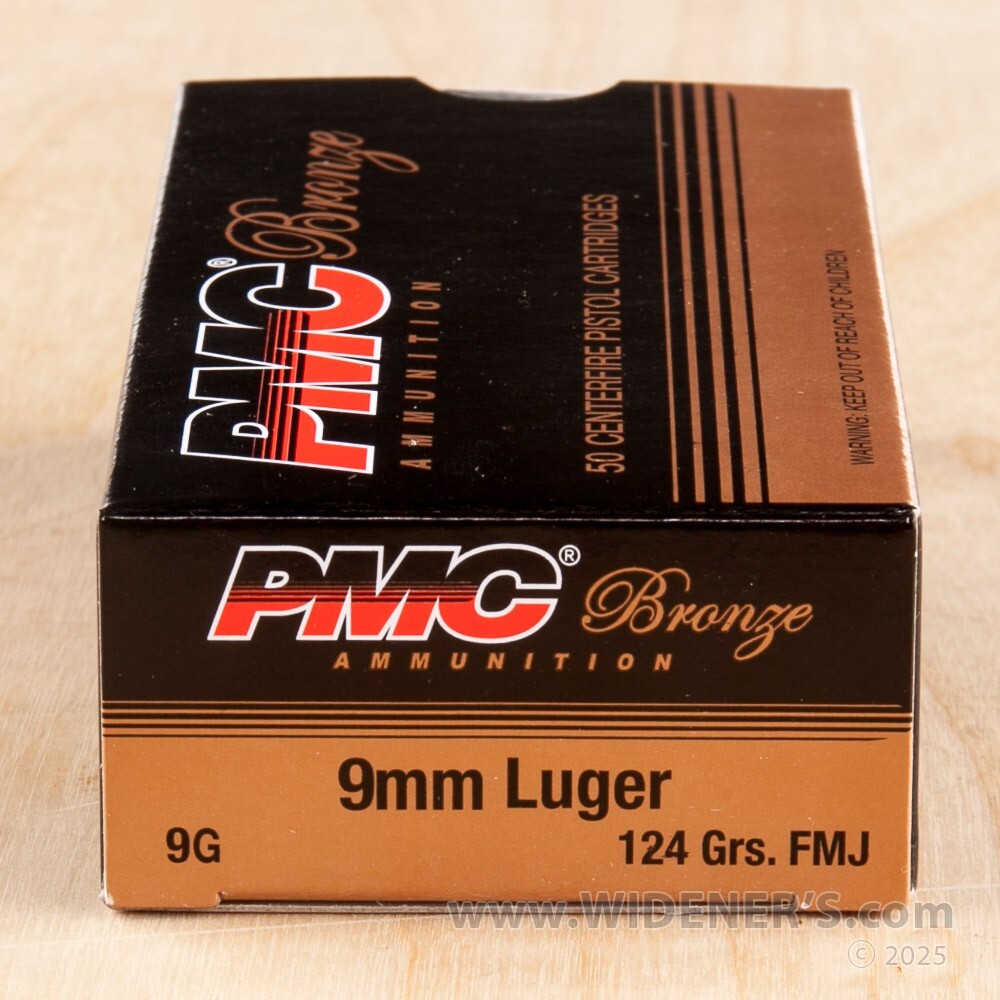 PMC® Bronze
AMMUNITION
50 CENTERFIRE PISTOL CARTRIDGES
WARNING: KEEP OUT OF REACH OF CHILDREN
PMC® Bronze
AMMUNITION
9mm Luger
9G 124 Grs. FMJ
www.WIDENER'S.com
© 2025